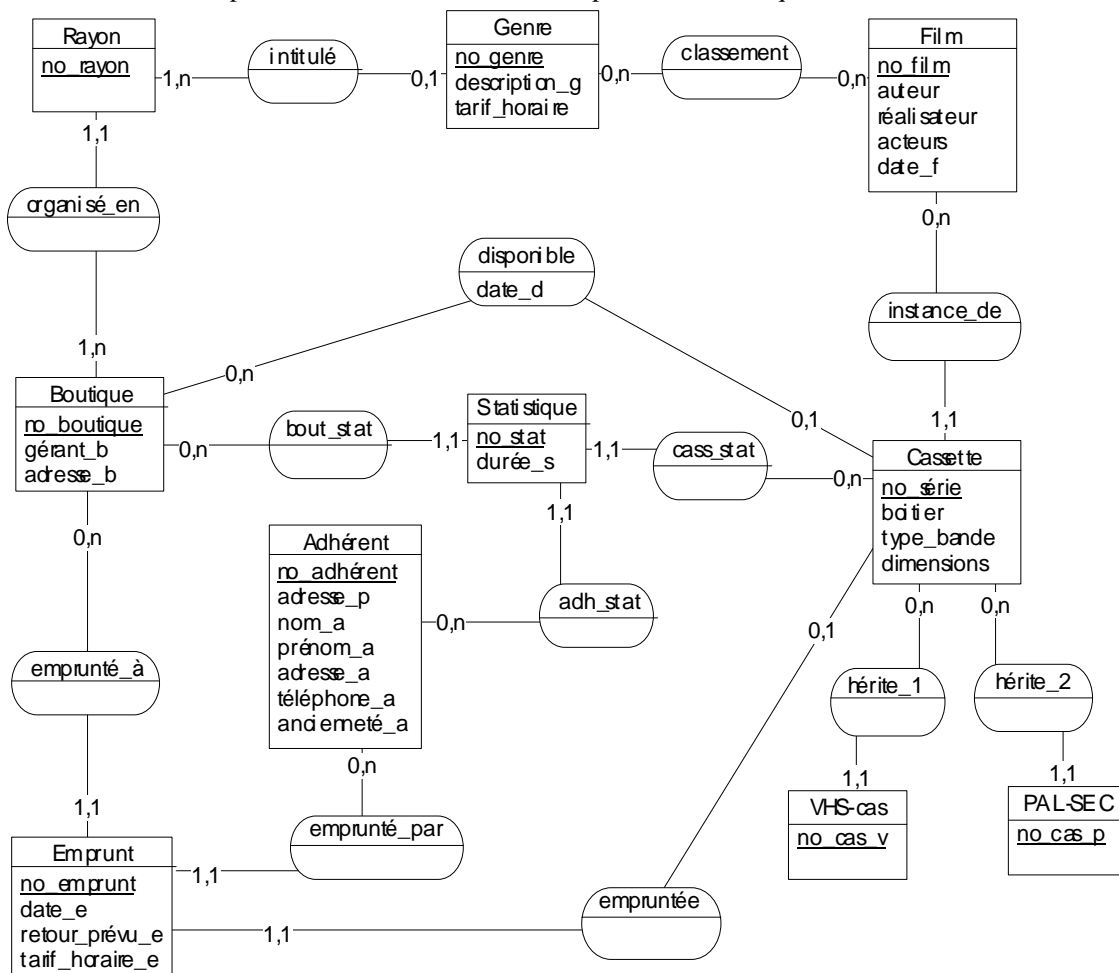 Rayon
no_rayon
1,n
intitulé
0,1
Genre
no_genre
description_g
tarif_horaire
0,n
classement
0,n
Film
no_film
auteur
réalisateur
acteurs
date_f
1,1
organisé_en
1,n
0,n
instance_de
1,1
disponible
date_d
0,n
0,1
Boutique
no_boutique
gérant_b
adresse_b
0,n
bout_stat
1,1
Statistique
no_stat
durée_s
1,1
cass_stat
0,n
Cassette
no_série
boitier
type_bande
dimensions
0,n
1,1
adh_stat
0,n
Adhérent
no_adhérent
adresse_p
nom_a
prénom_a
adresse_a
téléphone_a
ancienneté_a
0,n
emprunté_à
1,1
0,n
emprunté_par
1,1
0,1
empruntée
1,1
0,n
0,n
hérite_1
hérite_2
1,1
1,1
VHS-cas
no_cas_v
PAL-SEC
no_cas_p
Emprunt
no_emprunt
date_e
retour_prévu_e
tarif_horaire_e